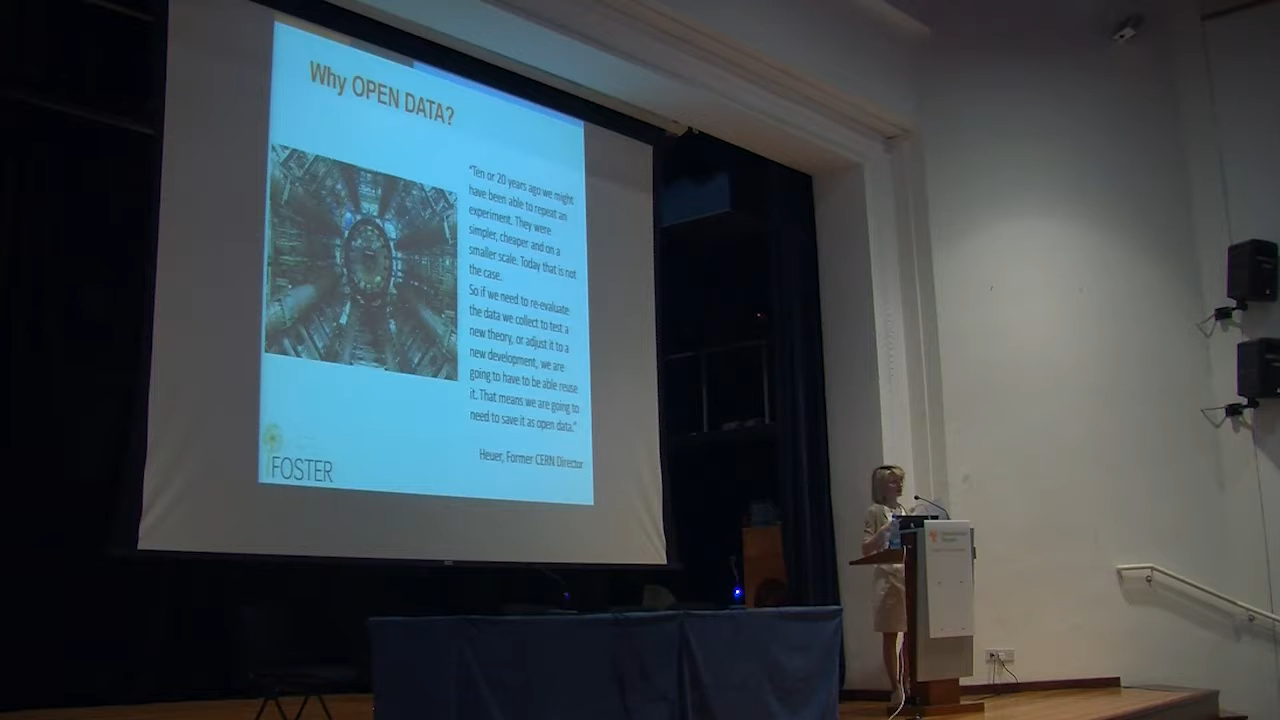 Why OPEN DATA?
“Ten or 20 years ago we might
have been able to repeat an
experiment. They were
simpler, cheaper and on a
smaller scale. Today that is not
the case.
So if we need to re-evaluate
the data we collect to test a
new theory, or adjust it to a
new development, we are
going to have to be able reuse
it. That means we are going to
need to save it as open data.”
Heuer, Former CERN Director
FOSTER